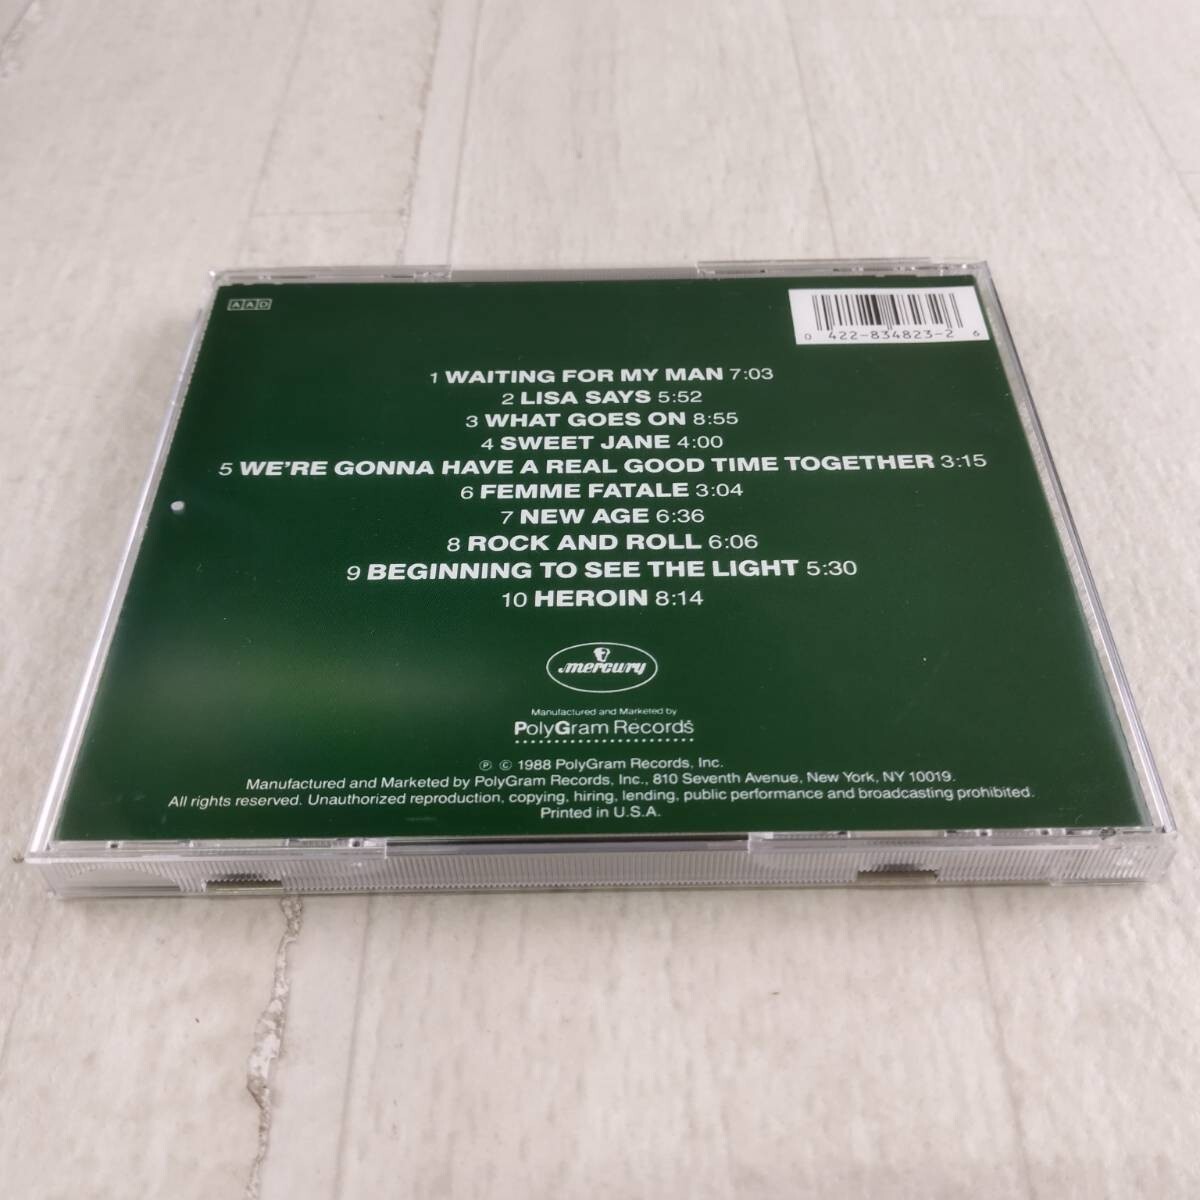 AAD
0 422-834823-2 6
1 WAITING FOR MY MAN 7:03
2 LISA SAYS 5:52
3 WHAT GOES ON 8:55
4 SWEET JANE 4:00
5 WE'RE GONNA HAVE A REAL GOOD TIME TOGETHER 3:15
6 FEMME FATALE 3:04
7 NEW AGE 6:36
8 ROCK AND ROLL 6:06
9 BEGINNING TO SEE THE LIGHT 5:30
10 HEROIN 8:14
mercury
Manufactured and Marketed by
PolyGram Records
℗ © 1988 PolyGram Records, Inc.
Manufactured and Marketed by PolyGram Records, Inc., 810 Seventh Avenue, New York, NY 10019.
All rights reserved. Unauthorized reproduction, copying, hiring, lending, public performance and broadcasting prohibited.
Printed in U.S.A.